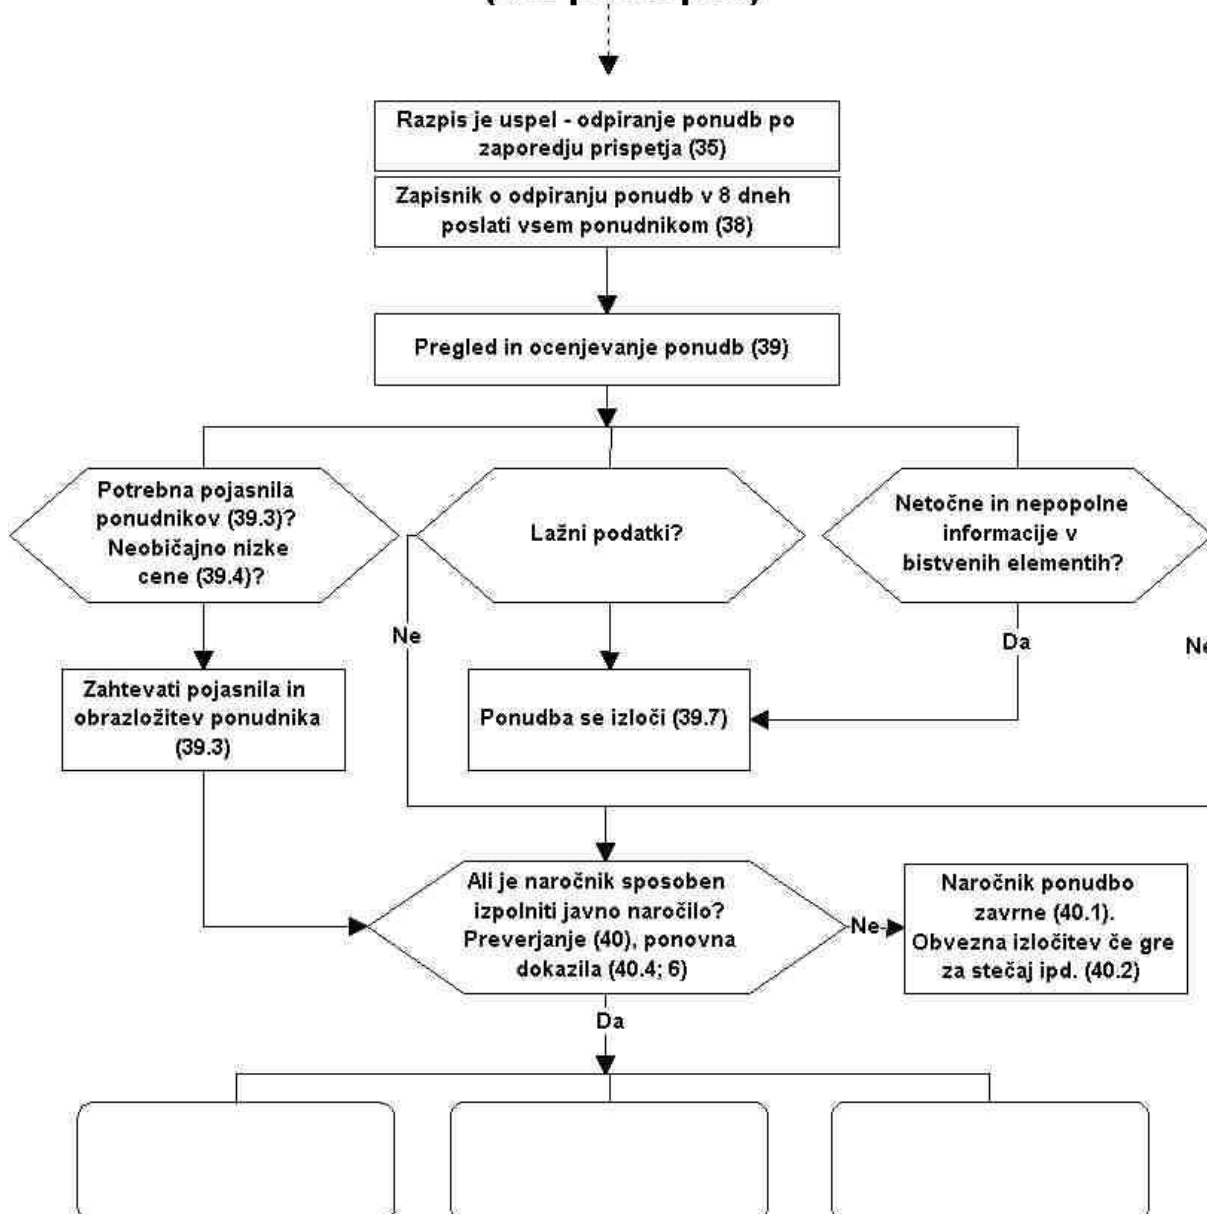 Razpis je uspel - odpiranje ponudb po
zaporedju prispetja (35)
Zapisnik o odpiranju ponudb v 8 dneh
poslati vsem ponudnikom (38)
Pregled in ocenjevanje ponudb (39)
Potrebna pojasnila
ponudnikov (39.3)?
Neobičajno nizke
cene (39.4)?
Lažni podatki?
Netočne in nepopolne
informacije v
bistvenih elementih?
Ne
Da
Ne
Zahtevati pojasnila in
obrazložitev ponudnika
(39.3)
Ponudba se izloči (39.7)
Ali je naročnik sposoben
izpolniti javno naročilo?
Preverjanje (40), ponovna
dokazila (40.4; 6)
Ne
Naročnik ponudbo
zavrne (40.1).
Obvezna izločitev če gre
za stečaj ipd. (40.2)
Da